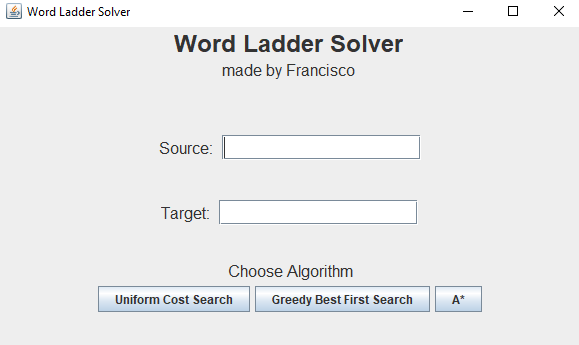 Word Ladder Solver
Word Ladder Solver
made by Francisco
Source:
Target:
Choose Algorithm
Uniform Cost Search Greedy Best First Search A*